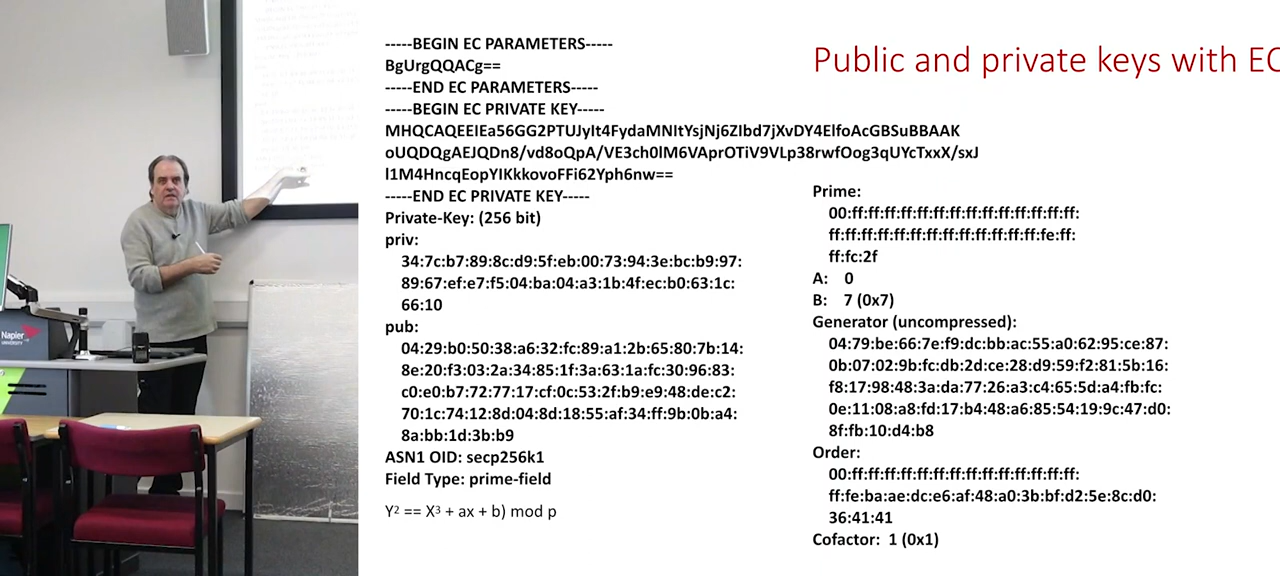 Napier
UNIVERSITY
-----BEGIN EC PARAMETERS-----
BgUrgQQACg==
-----END EC PARAMETERS-----
-----BEGIN EC PRIVATE KEY-----
MHQCAQEEIEa56GG2PTUJyIt4FydaMNItYsjNj6ZIbd7jXvDY4ElfoAcGBSuBBAAK
oUQDQgAEJQDn8/vd8oQpA/VE3ch0lM6VAprOTiV9VLp38rwfOog3qUYcTxxX/sxJ
l1M4HncqEopYIKkkovoFFi62Yph6nw==
-----END EC PRIVATE KEY-----
Private-Key: (256 bit)
priv:
34:7c:b7:89:8c:d9:5f:eb:00:73:94:3e:bc:b9:97:
89:67:ef:e7:f5:04:ba:04:a3:1b:4f:ec:b0:63:1c:
66:10
pub:
04:29:b0:50:38:a6:32:fc:89:a1:2b:65:80:7b:14:
8e:20:f3:03:2a:34:85:1f:3a:63:1a:fc:30:96:83:
c0:e0:b7:72:77:17:cf:0c:53:2f:b9:e9:48:de:c2:
70:1c:74:12:8d:04:8d:18:55:af:34:ff:9b:0b:a4:
8a:bb:1d:3b:b9
ASN1 OID: secp256k1
Field Type: prime-field
Y2 == X3 + ax + b) mod p
Public and private keys with EC
Prime:
00:ff:ff:ff:ff:ff:ff:ff:ff:ff:ff:ff:ff:ff:ff:
ff:ff:ff:ff:ff:ff:ff:ff:ff:ff:ff:ff:ff:fe:ff:
ff:fc:2f
A: 0
B: 7 (0x7)
Generator (uncompressed):
04:79:be:66:7e:f9:dc:bb:ac:55:a0:62:95:ce:87:
0b:07:02:9b:fc:db:2d:ce:28:d9:59:f2:81:5b:16:
f8:17:98:48:3a:da:77:26:a3:c4:65:5d:a4:fb:fc:
0e:11:08:a8:fd:17:b4:48:a6:85:54:19:9c:47:d0:
8f:fb:10:d4:b8
Order:
00:ff:ff:ff:ff:ff:ff:ff:ff:ff:ff:ff:ff:ff:ff:
ff:fe:ba:ae:dc:e6:af:48:a0:3b:bf:d2:5e:8c:d0:
36:41:41
Cofactor: 1 (0x1)